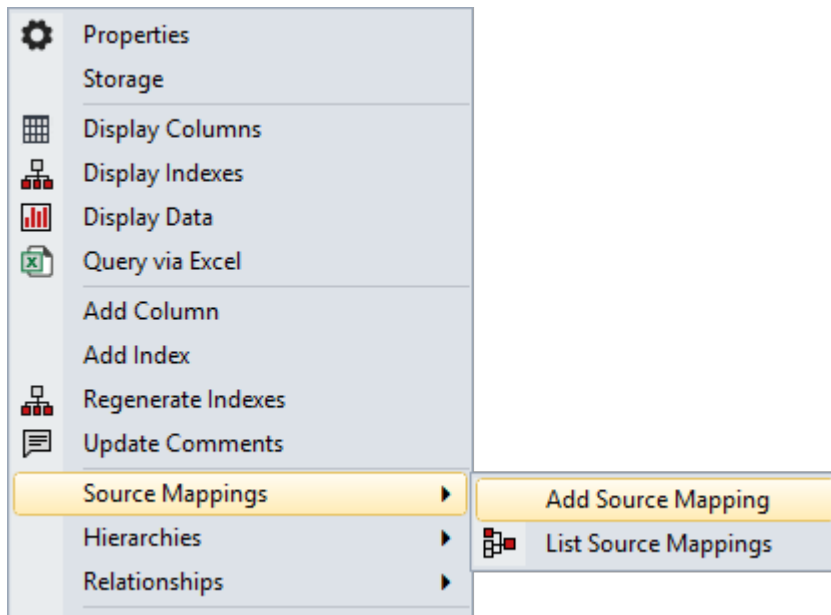 Properties
Storage
Display Columns
Display Indexes
Display Data
Query via Excel
Add Column
Add Index
Regenerate Indexes
Update Comments
Source Mappings
Add Source Mapping
Hierarchies
List Source Mappings
Relationships